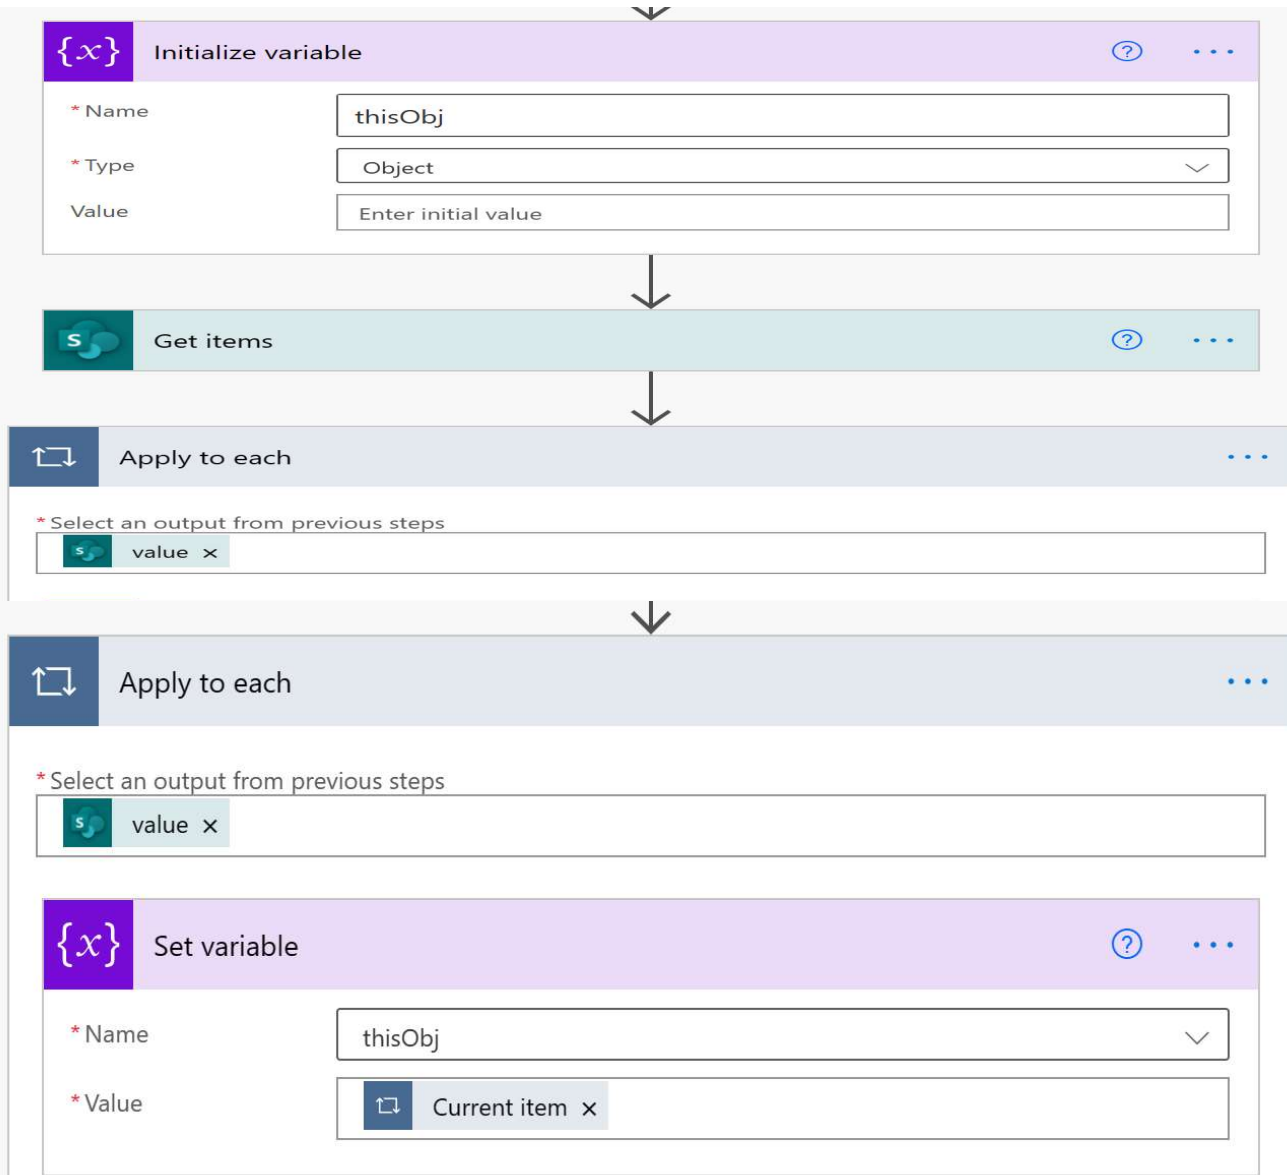 {x} Initialize variable ? ...
* Name thisObj
* Type Object
Value Enter initial value
S Get items ? ...
Apply to each ...
* Select an output from previous steps
S value ×
Apply to each ...
* Select an output from previous steps
S value ×
{x} Set variable ? ...
* Name thisObj
* Value Current item ×